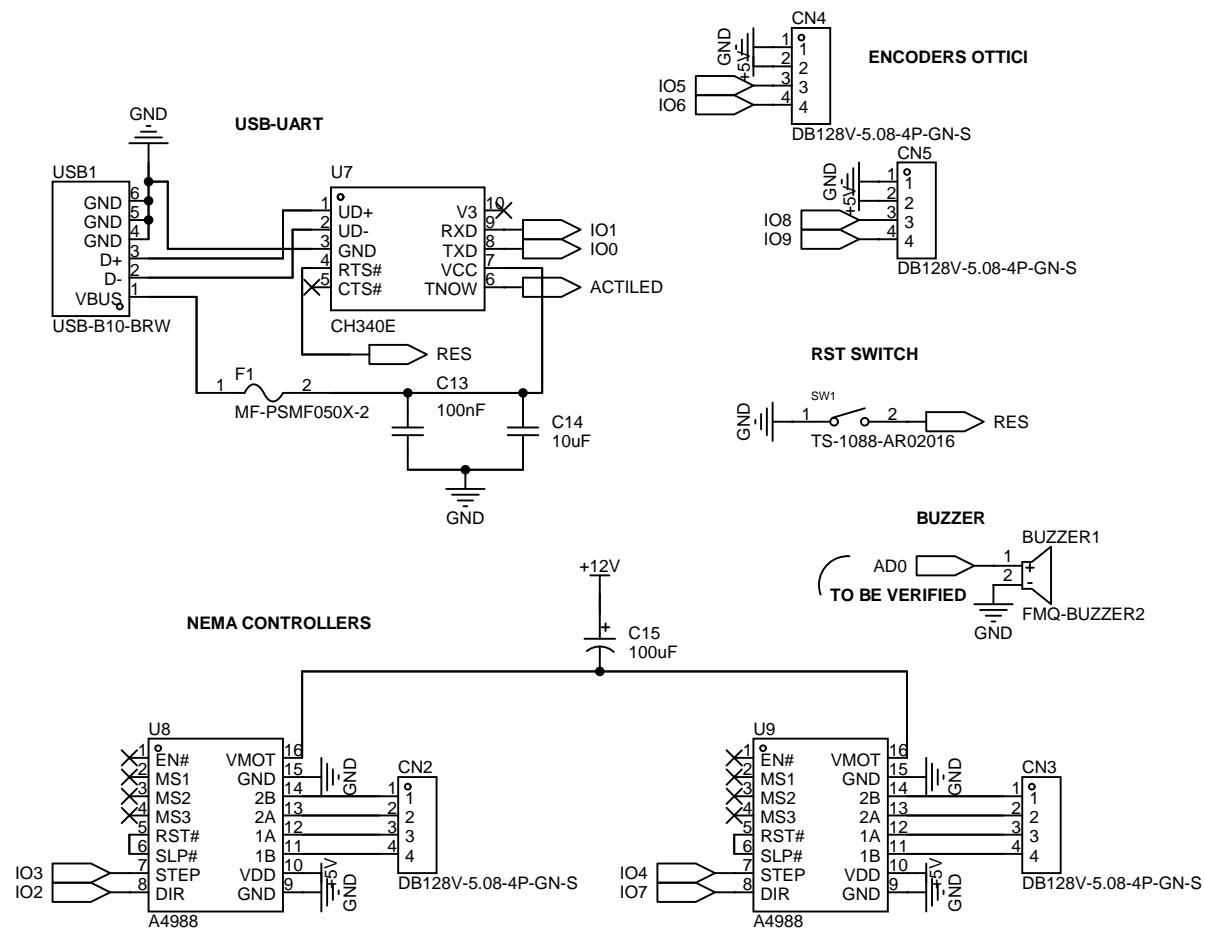 CN4
GND
+5V
1 1
2 2
3 3
4 4
IO5
IO6
ENCODERS OTTICI
DB128V-5.08-4P-GN-S
CN5
GND
+5V
1 1
2 2
3 3
4 4
IO8
IO9
DB128V-5.08-4P-GN-S
USB-UART
GND
USB1
GND 6
GND 5
GND 4
D+ 3
D- 2
VBUS 1
USB-B10-BRW
U7
1 UD+
2 UD-
3 GND
4 RTS#
5 CTS#
V3 10
RXD 9
TXD 8
VCC 7
TNOW 6
CH340E
IO1
IO0
ACTILED
RES
F1
1 2
MF-PSMF050X-2
C13
100nF
C14
10uF
GND
RST SWITCH
SW1
GND
1 2
RES
TS-1088-AR02016
BUZZER
BUZZER1
AD0
1 +
2 -
TO BE VERIFIED
GND
FMQ-BUZZER2
+12V
C15
100uF
NEMA CONTROLLERS
U8
1 EN#
2 MS1
3 MS2
4 MS3
5 RST#
6 SLP#
7 STEP
8 DIR
VMOT 16
GND 15
2B 14
2A 13
1A 12
1B 11
VDD 10
GND 9
IO3
IO2
A4988
GND
+5V
GND
CN2
1 1
2 2
3 3
4 4
DB128V-5.08-4P-GN-S
U9
1 EN#
2 MS1
3 MS2
4 MS3
5 RST#
6 SLP#
7 STEP
8 DIR
VMOT 16
GND 15
2B 14
2A 13
1A 12
1B 11
VDD 10
GND 9
IO4
IO7
A4988
GND
+5V
GND
CN3
1 1
2 2
3 3
4 4
DB128V-5.08-4P-GN-S